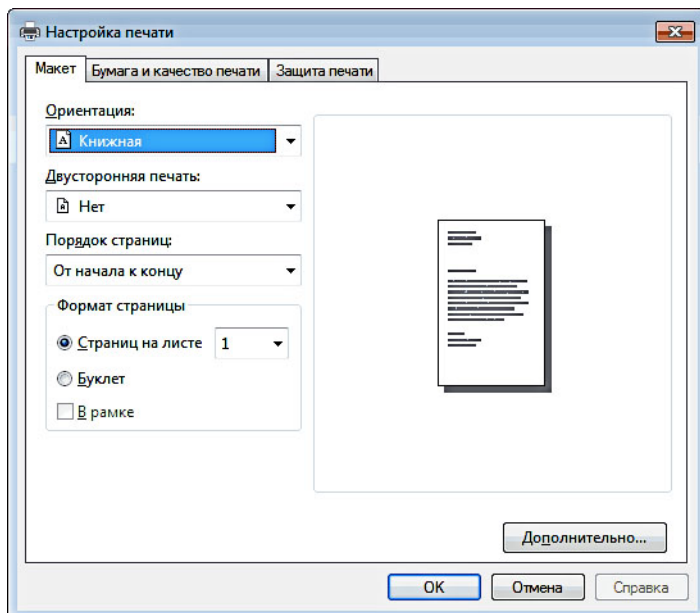 Настройка печати
Макет
Бумага и качество печати
Защита печати
Ориентация:
Книжная
Двусторонняя печать:
Нет
Порядок страниц:
От начала к концу
Формат страницы
Страниц на листе 1
Буклет
В рамке
Дополнительно...
OK
Отмена
Справка